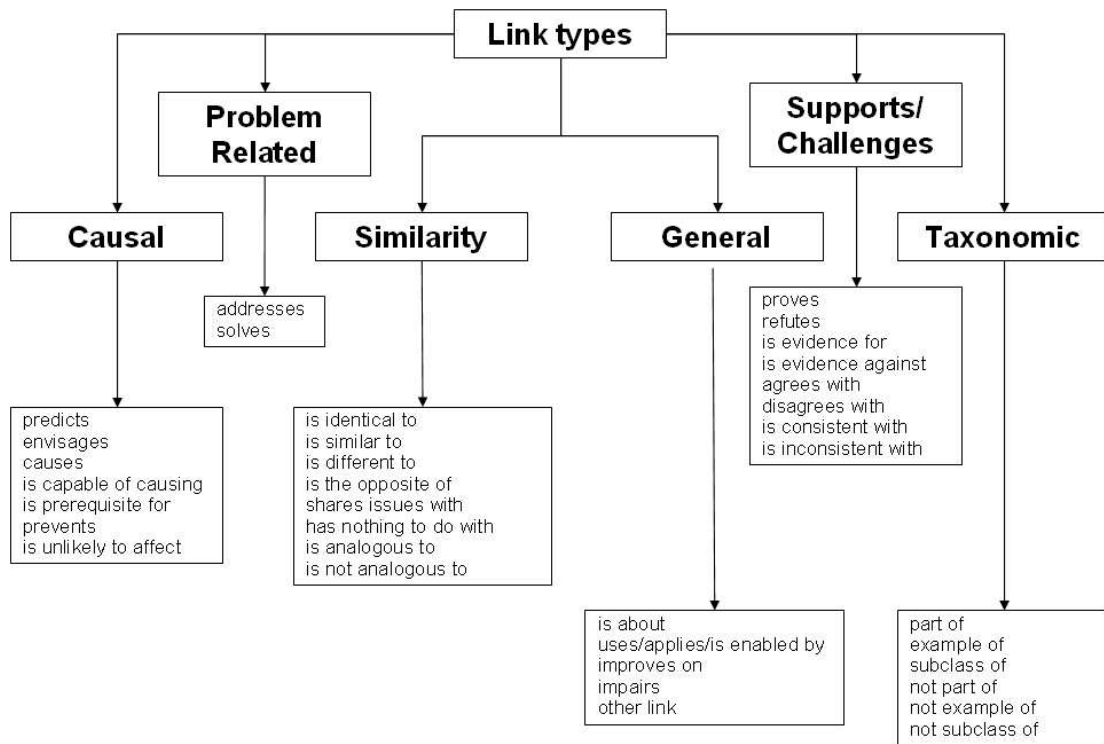 Link types
Problem
Related
Supports/
Challenges
Causal
Similarity
General
Taxonomic
addresses
solves
proves
refutes
is evidence for
is evidence against
agrees with
disagrees with
is consistent with
is inconsistent with
predicts
envisages
causes
is capable of causing
is prerequisite for
prevents
is unlikely to affect
is identical to
is similar to
is different to
is the opposite of
shares issues with
has nothing to do with
is analogous to
is not analogous to
is about
uses/applies/is enabled by
improves on
impairs
other link
part of
example of
subclass of
not part of
not example of
not subclass of